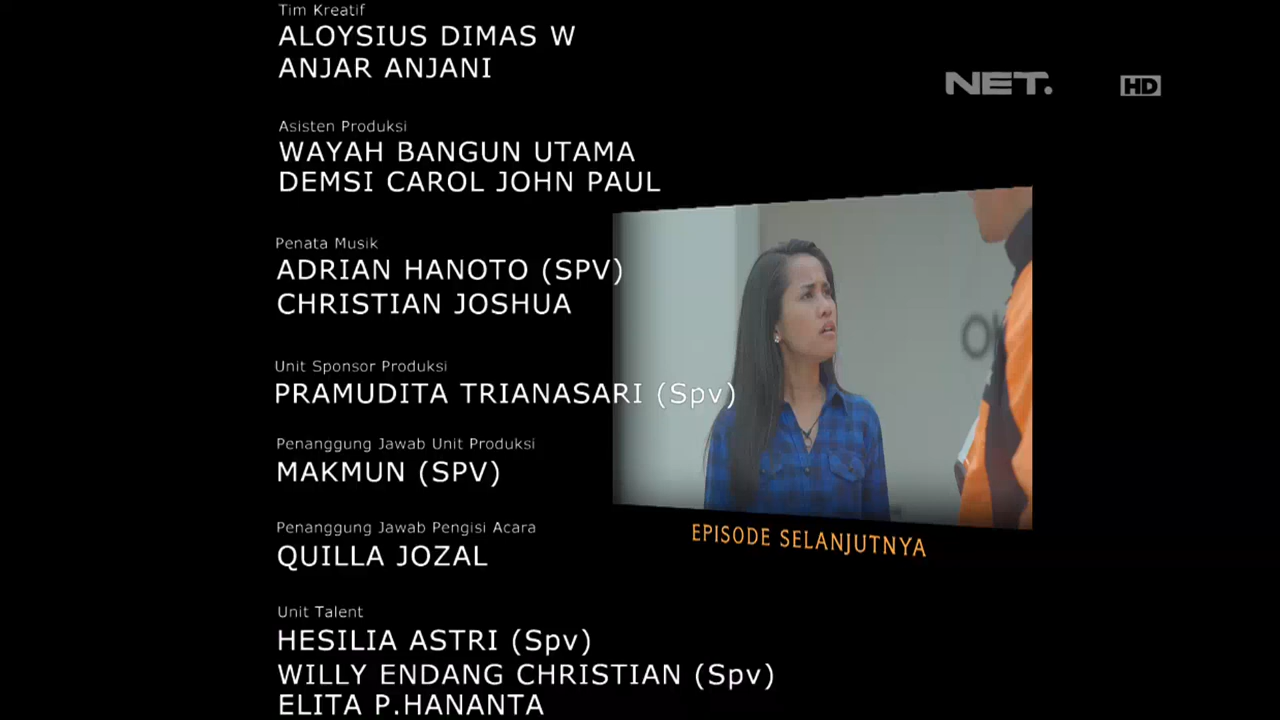 Tim Kreatif
ALOYSIUS DIMAS W
ANJAR ANJANI
NET.
HD
Asisten Produksi
WAYAH BANGUN UTAMA
DEMSI CAROL JOHN PAUL
Penata Musik
ADRIAN HANOTO (SPV)
CHRISTIAN JOSHUA
Unit Sponsor Produksi
PRAMUDITA TRIANASARI (Spv)
Penanggung Jawab Unit Produksi
MAKMUN (SPV)
Penanggung Jawab Pengisi Acara
QUILLA JOZAL
EPISODE SELANJUTNYA
Unit Talent
HESILIA ASTRI (Spv)
WILLY ENDANG CHRISTIAN (Spv)
ELITA P.HANANTA